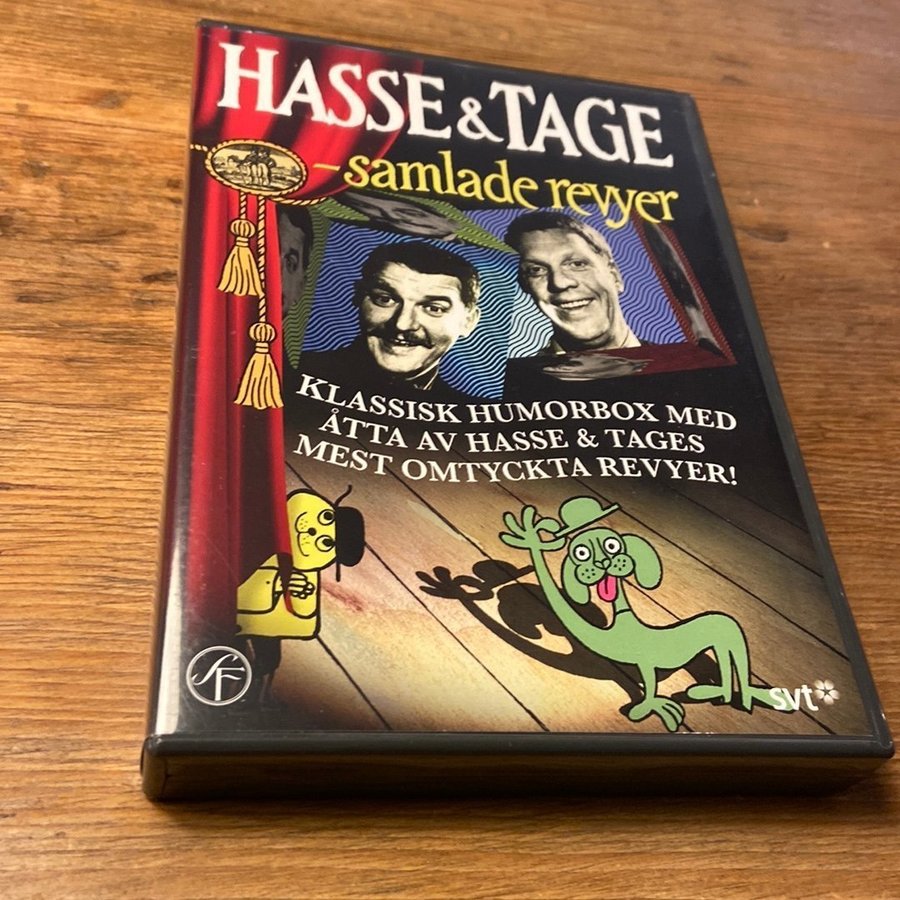 HASSE & TAGE
– samlade revyer
KLASSISK HUMORBOX MED
ÅTTA AV HASSE & TAGES
MEST OMTYCKTA REVYER!
SF
svt